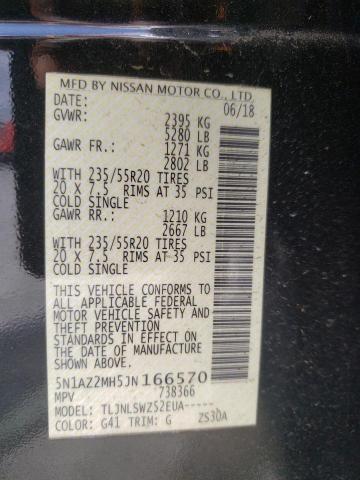 MFD BY NISSAN MOTOR CO., LTD.
DATE: 06/18
GVWR: 2395 KG
5280 LB
GAWR FR.: 1271 KG
2802 LB
WITH 235/55R20 TIRES
20 X 7.5 RIMS AT 35 PSI
COLD SINGLE
GAWR RR.: 1210 KG
2667 LB
WITH 235/55R20 TIRES
20 X 7.5 RIMS AT 35 PSI
COLD SINGLE
THIS VEHICLE CONFORMS TO
ALL APPLICABLE FEDERAL
MOTOR VEHICLE SAFETY AND
THEFT PREVENTION
STANDARDS IN EFFECT ON
THE DATE OF MANUFACTURE
SHOWN ABOVE.
5N1AZ2MH5JN166570
MPV 738366
MODEL: TLJNLSWZ52EUA-----
COLOR: G41 TRIM: G ZS30A